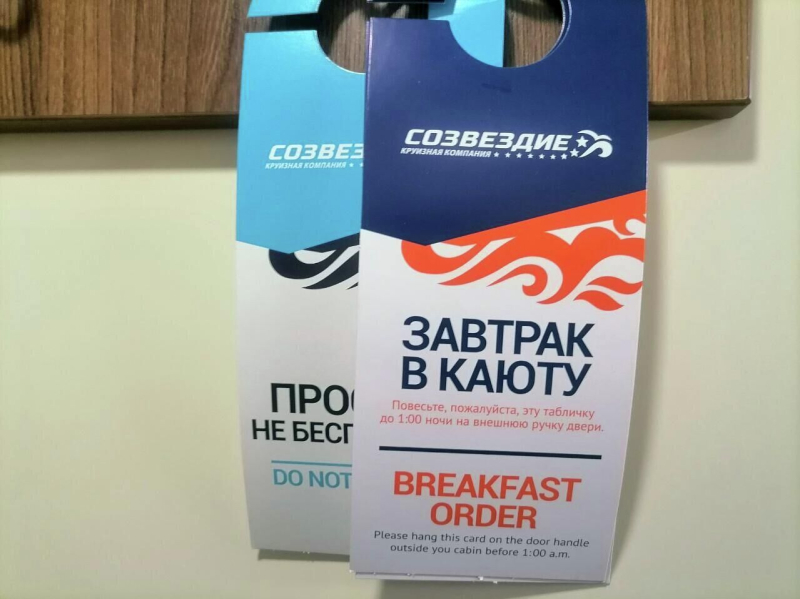 СОЗВЕЗДИЕ
КРУИЗНАЯ КОМПАНИЯ
ЗАВТРАК
В КАЮТУ
Повесьте, пожалуйста, эту табличку
до 1:00 ночи на внешнюю ручку двери.
BREAKFAST
ORDER
Please hang this card on the door handle
outside you cabin before 1:00 a.m.
СОЗВЕЗ
КРУИЗНАЯ КОМПАНИЯ
ПРОС
НЕ БЕСП
DO NOT